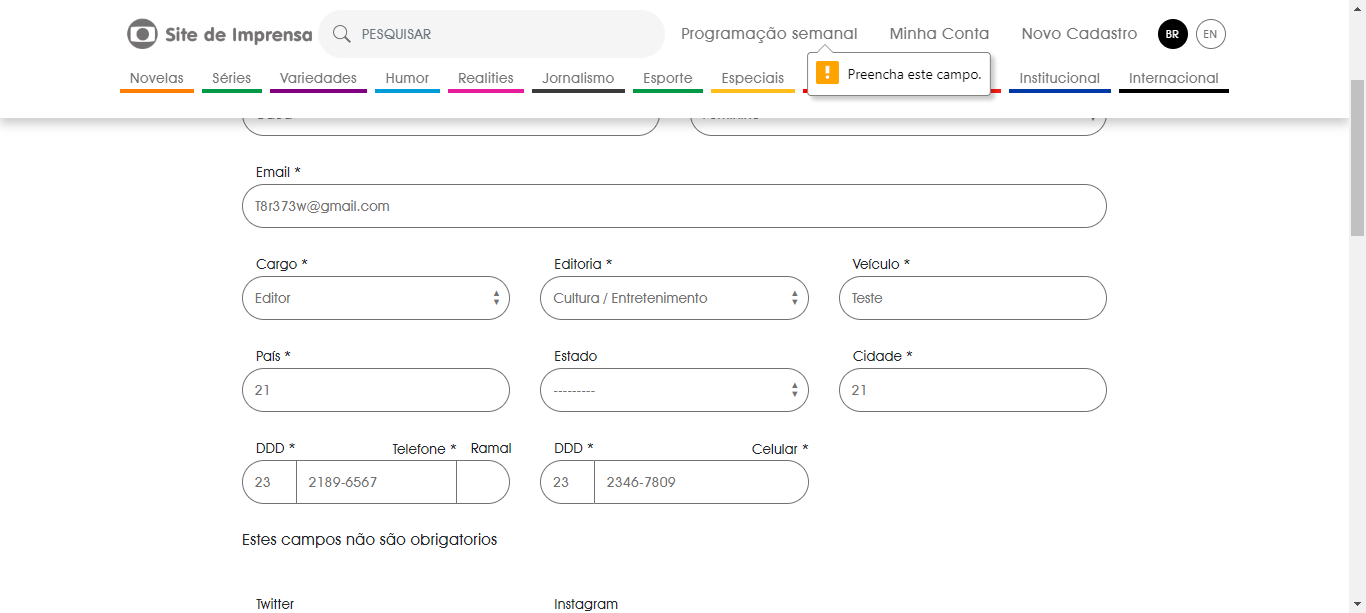 Site de Imprensa PESQUISAR Programação semanal Minha Conta Novo Cadastro BR EN
Preencha este campo.
Novelas Séries Variedades Humor Realities Jornalismo Esporte Especiais Institucional Internacional
Email *
T8r373w@gmail.com
Cargo * Editoria * Veículo *
Editor Cultura / Entretenimento Teste
País * Estado Cidade *
21 --------- 21
DDD * Telefone * Ramal DDD * Celular *
23 2189-6567 23 2346-7809
Estes campos não são obrigatorios
Twitter Instagram